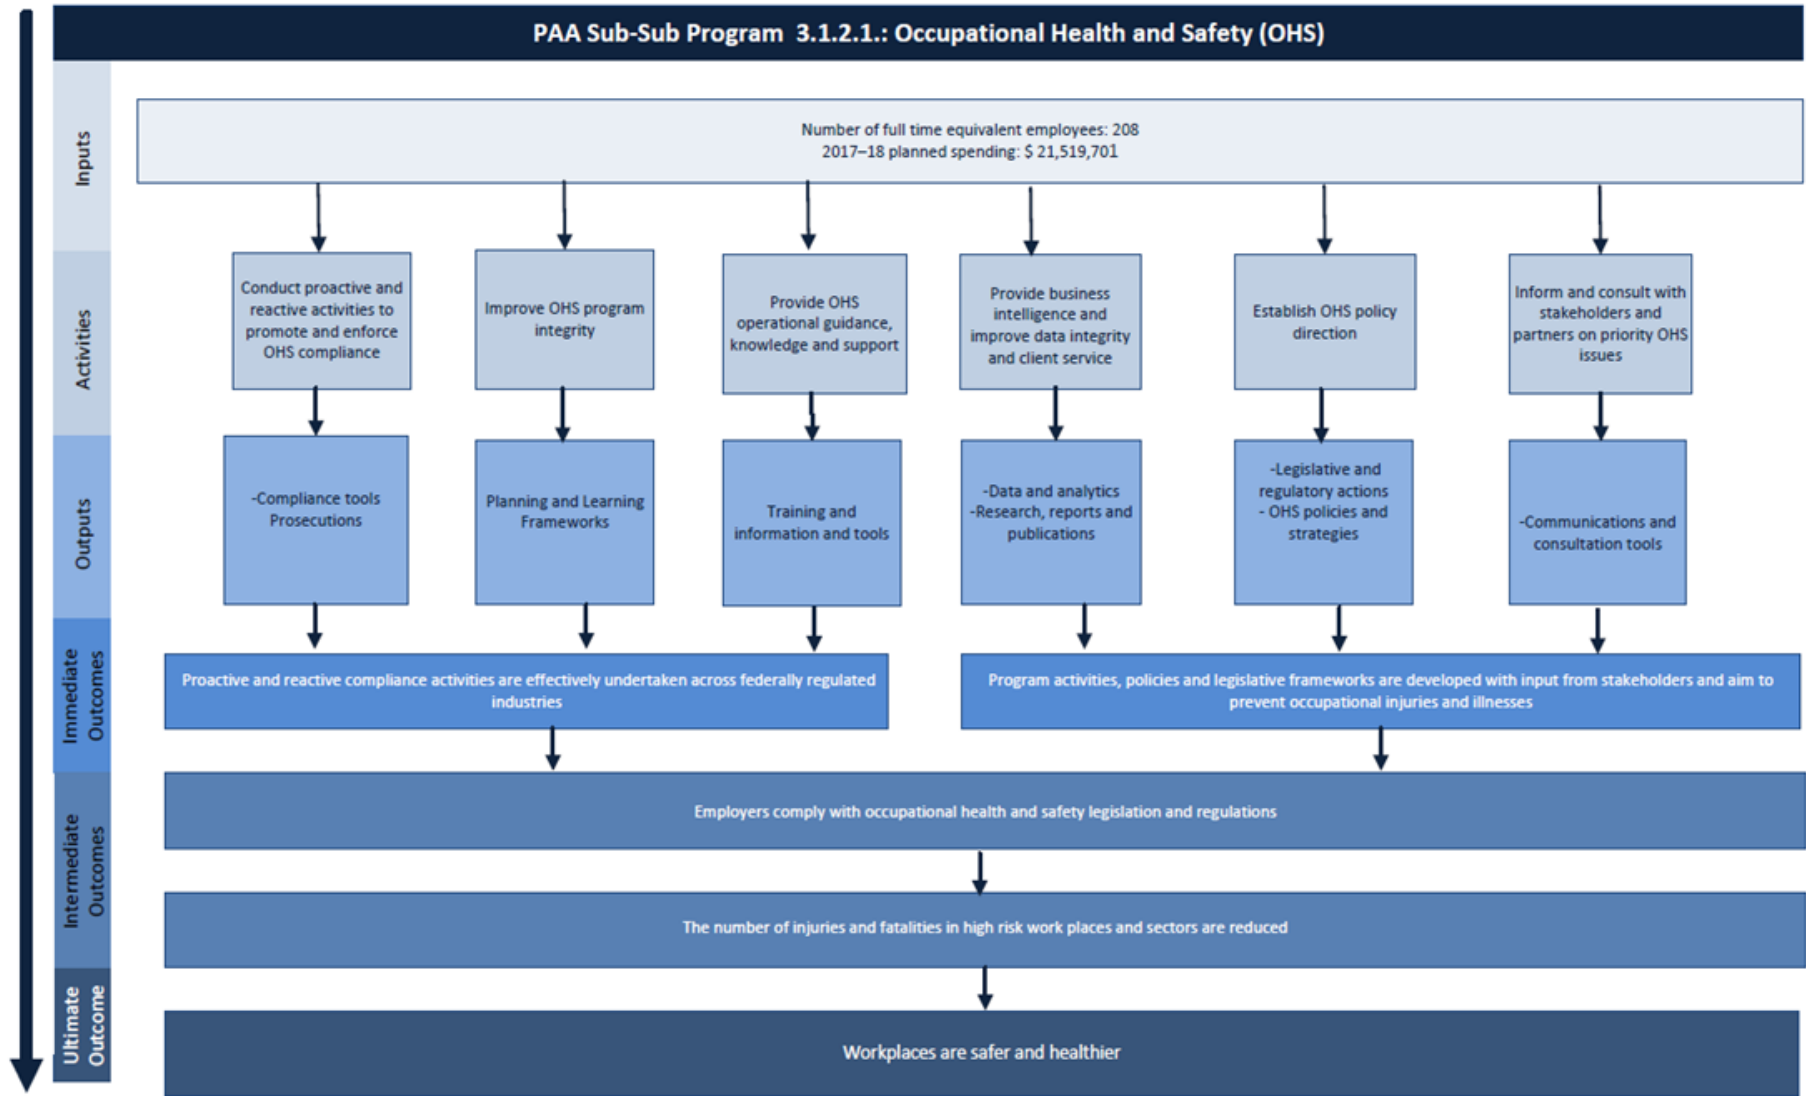 PAA Sub-Sub Program 3.1.2.1.: Occupational Health and Safety (OHS)
Inputs
Number of full time equivalent employees: 208
2017–18 planned spending: $ 21,519,701
Activities
Conduct proactive and
reactive activities to
promote and enforce
OHS compliance
Improve OHS program
integrity
Provide OHS
operational guidance,
knowledge and support
Provide business
intelligence and
improve data integrity
and client service
Establish OHS policy
direction
Inform and consult with
stakeholders and
partners on priority OHS
issues
Outputs
-Compliance tools
Prosecutions
Planning and Learning
Frameworks
Training and
information and tools
-Data and analytics
-Research, reports and
publications
-Legislative and
regulatory actions
- OHS policies and
strategies
-Communications and
consultation tools
Immediate
Outcomes
Proactive and reactive compliance activities are effectively undertaken across federally regulated
industries
Program activities, policies and legislative frameworks are developed with input from stakeholders and aim to
prevent occupational injuries and illnesses
Intermediate
Outcomes
Employers comply with occupational health and safety legislation and regulations
The number of injuries and fatalities in high risk work places and sectors are reduced
Ultimate
Outcome
Workplaces are safer and healthier